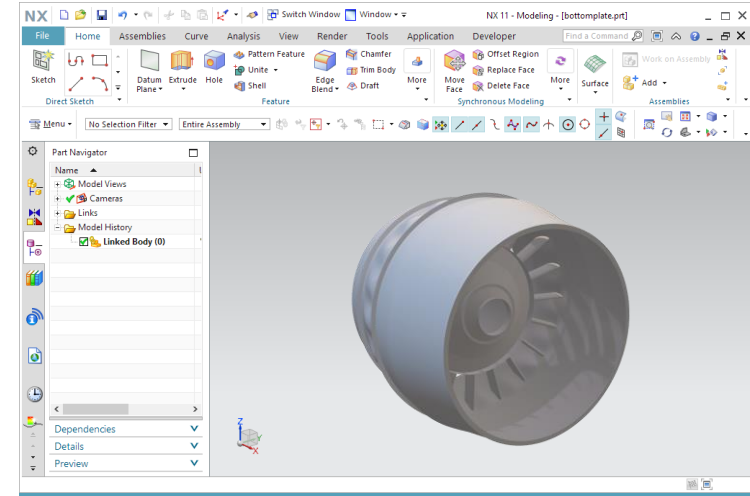 NX Switch Window Window NX 11 - Modeling - [bottomplate.prt]
File Home Assemblies Curve Analysis View Render Tools Application Developer Find a Command
Pattern Feature Chamfer Offset Region Work on Assembly
Unite Trim Body Replace Face
Sketch Datum Plane Extrude Hole Shell Edge Blend Draft More Move Face Delete Face More Surface Add
Direct Sketch Feature Synchronous Modeling Assemblies
Menu No Selection Filter Entire Assembly
Part Navigator
Name
Model Views
Cameras
Links
Model History
Linked Body (0)
Dependencies
Details
Preview
Z
Y
X